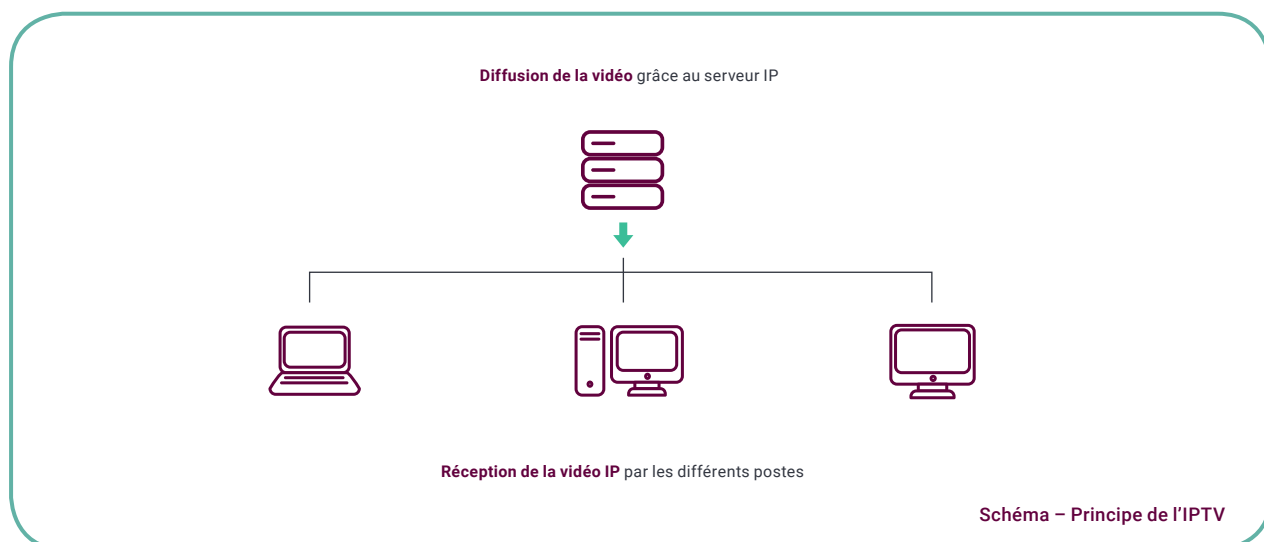 Diffusion de la vidéo grâce au serveur IP
Réception de la vidéo IP par les différents postes
Schéma – Principe de l’IPTV